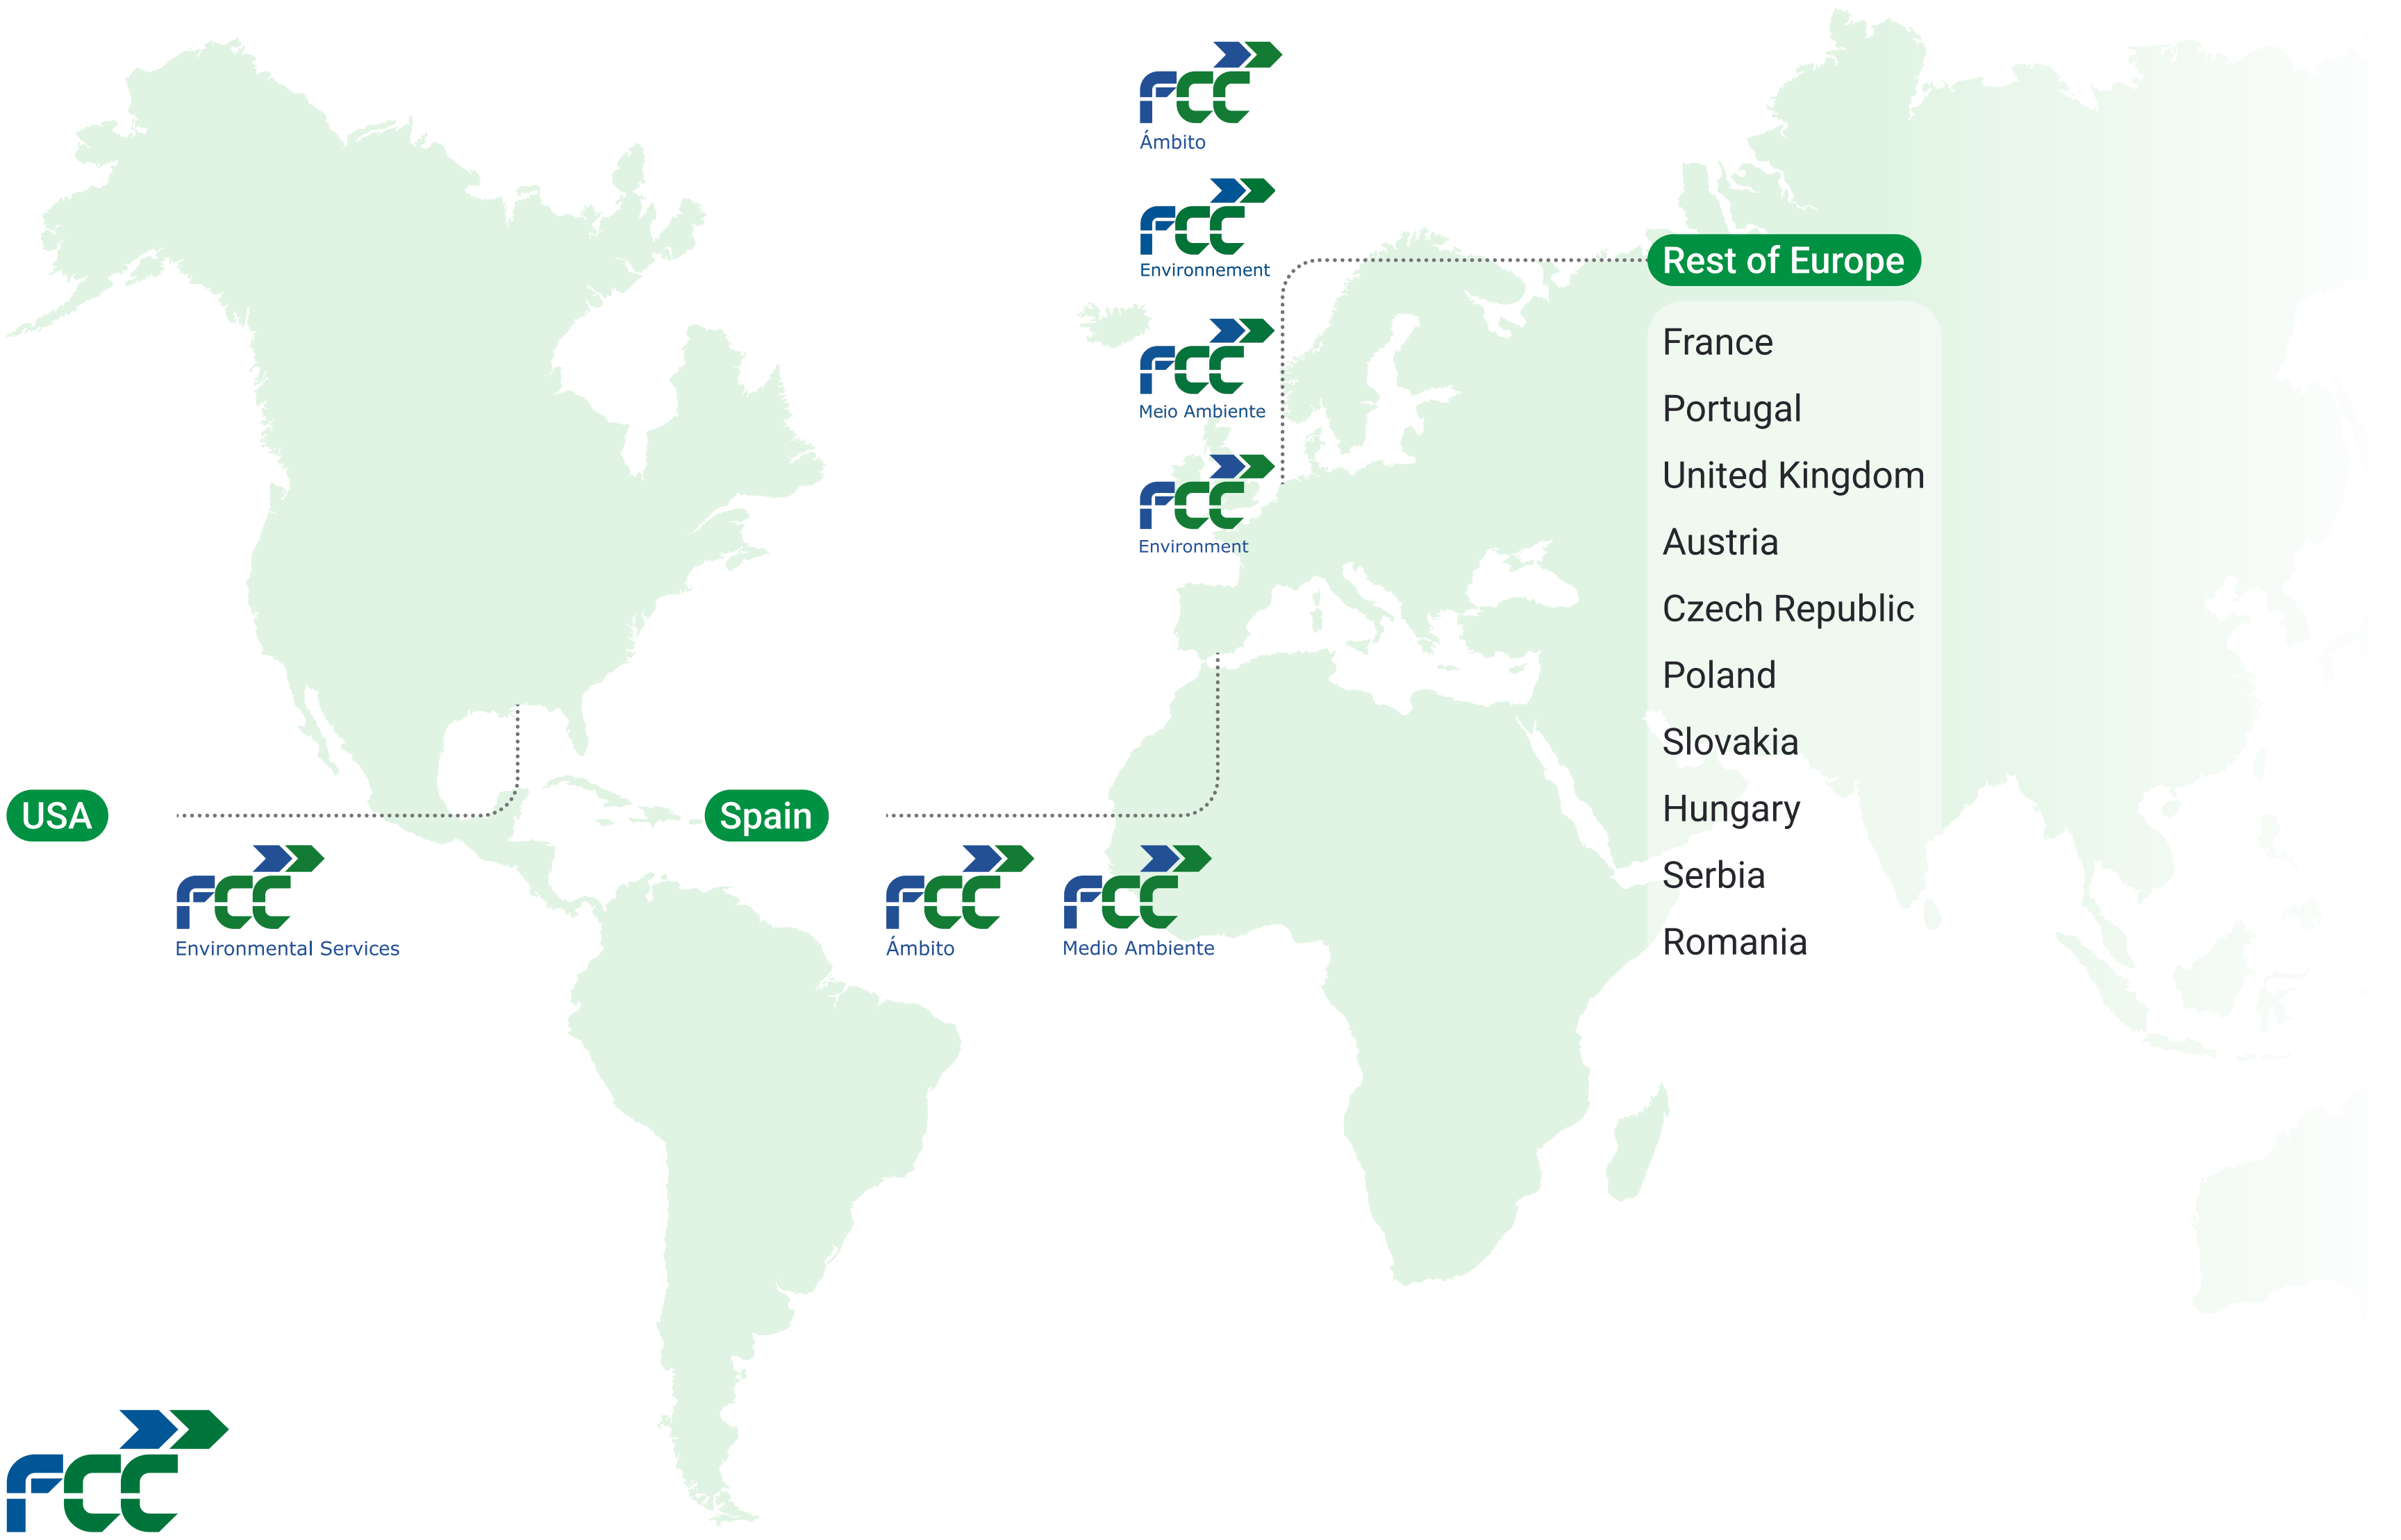 FCC
Ámbito
FCC
Environnement
FCC
Meio Ambiente
FCC
Environment
Rest of Europe
France
Portugal
United Kingdom
Austria
Czech Republic
Poland
Slovakia
Hungary
Serbia
Romania
USA
FCC
Environmental Services
Spain
FCC
Ámbito
FCC
Medio Ambiente
FCC